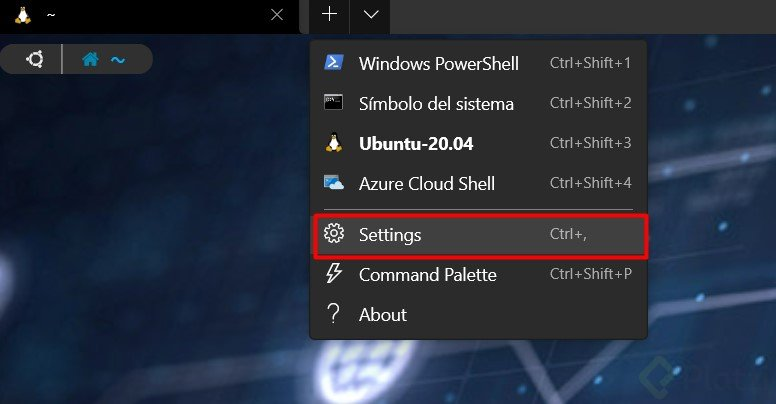 ~
~
Windows PowerShell Ctrl+Shift+1
Símbolo del sistema Ctrl+Shift+2
Ubuntu-20.04 Ctrl+Shift+3
Azure Cloud Shell Ctrl+Shift+4
Settings Ctrl+,
Command Palette Ctrl+Shift+P
About